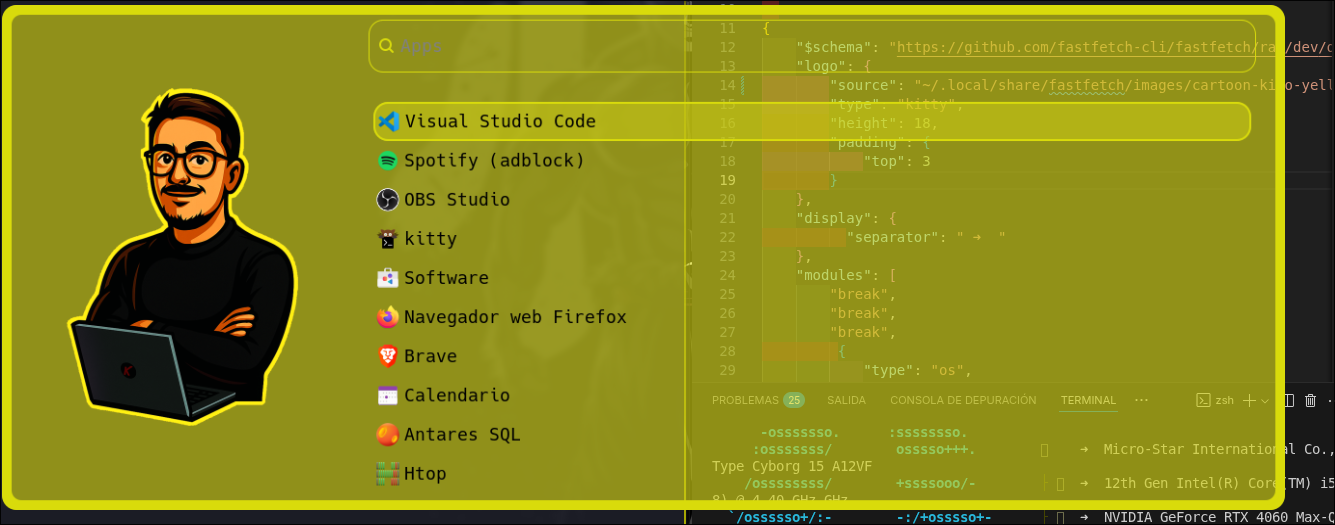 Apps
Visual Studio Code
Spotify (adblock)
OBS Studio
kitty
Software
Navegador web Firefox
Brave
Calendario
Antares SQL
Htop
11 {
12 "$schema": "https://github.com/fastfetch-cli/fastfetch/raw/dev/
13 "logo": {
14 "source": "~/.local/share/fastfetch/images/cartoon-kiko-yell
15 "type": "kitty",
16 "height": 18,
17 "padding": {
18 "top": 3
19 }
20 },
21 "display": {
22 "separator": " ➜  "
23 },
24 "modules": [
25 "break",
26 "break",
27 "break",
28 {
29 "type": "os",
PROBLEMAS 25 SALIDA CONSOLA DE DEPURACIÓN TERMINAL ··· zsh
-osssssso. :ssssssso.
:osssssss/ osssso+++. ➜ Micro-Star International Co.,
Type Cyborg 15 A12VF
/ossssssss/ +ssssooo/- ➜ 12th Gen Intel(R) Core(TM) i5
8) @ 4.40 GHz GHz
`/ossssso+/:- -:/+osssso+- ➜ NVIDIA GeForce RTX 4060 Max-Q